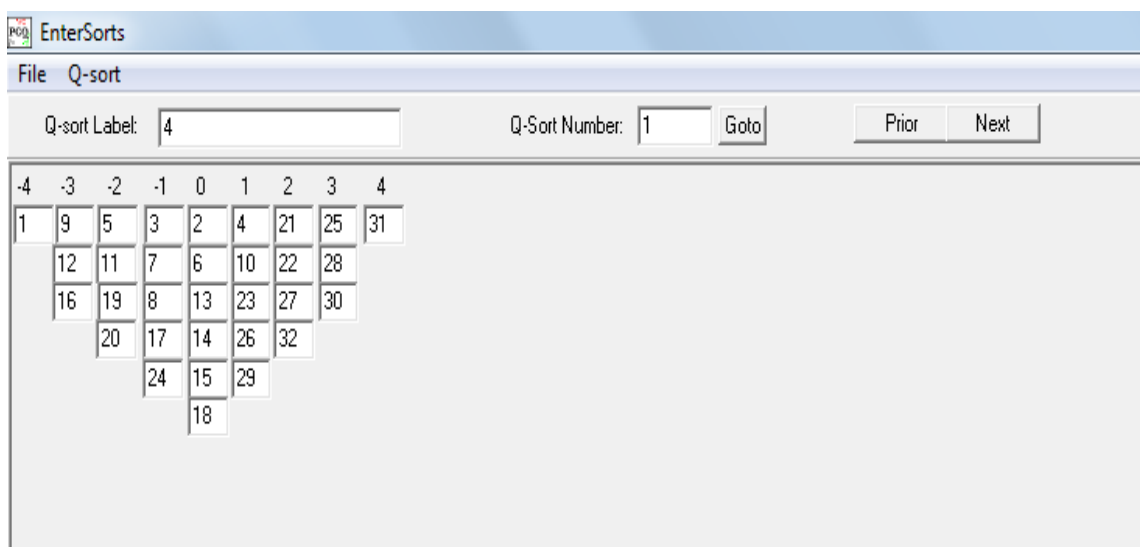 PCQ EnterSorts
File Q-sort
Q-sort Label: 4 Q-Sort Number: 1 Goto Prior Next
-4 -3 -2 -1 0 1 2 3 4
1 9 5 3 2 4 21 25 31
12 11 7 6 10 22 28
16 19 8 13 23 27 30
20 17 14 26 32
24 15 29
18